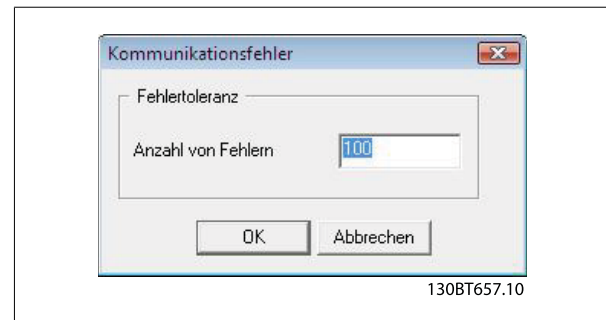 Kommunikationsfehler
Fehlertoleranz
Anzahl von Fehlern 100
OK Abbrechen
130BT657.10